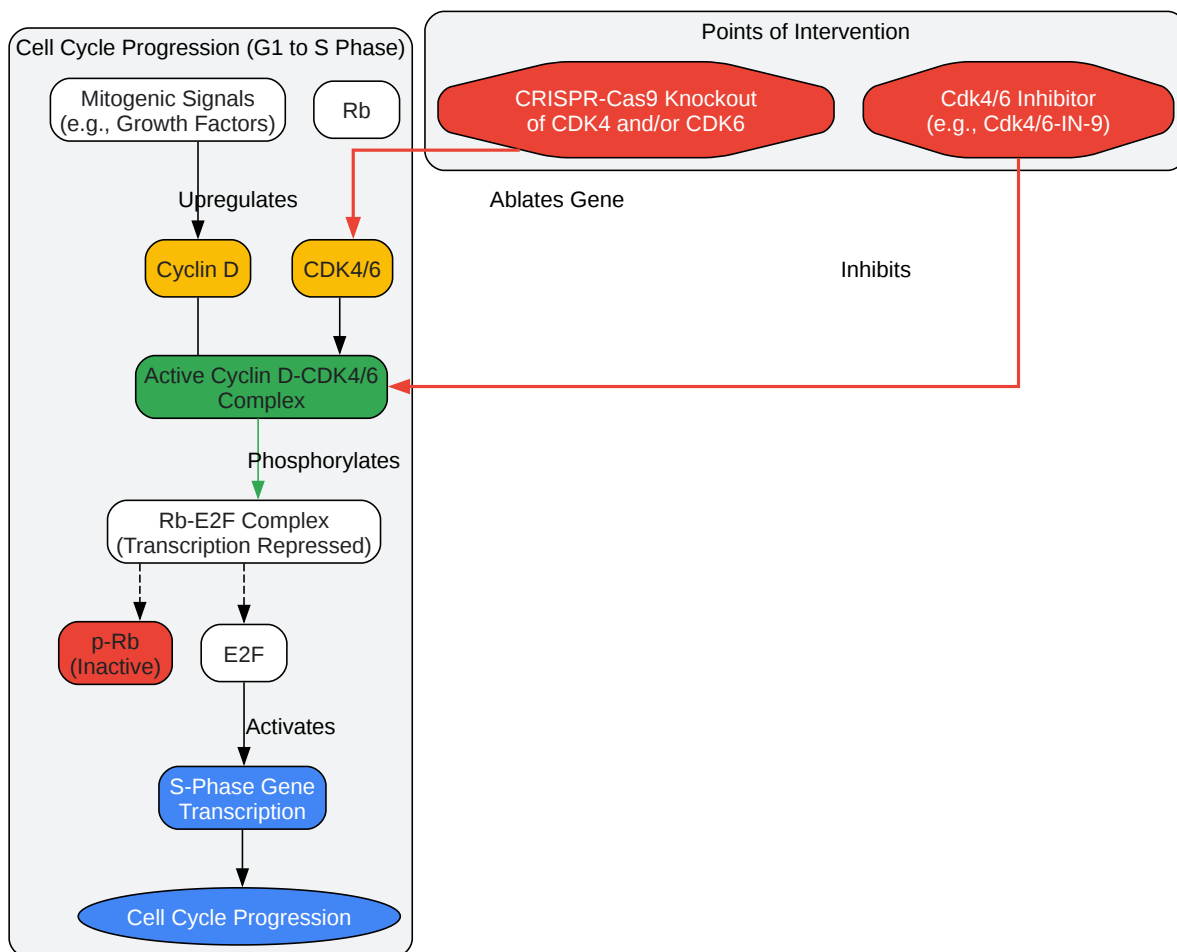 Cell Cycle Progression (G1 to S Phase)
Points of Intervention
Mitogenic Signals
(e.g., Growth Factors)
Rb
CRISPR-Cas9 Knockout
of CDK4 and/or CDK6
Cdk4/6 Inhibitor
(e.g., Cdk4/6-IN-9)
Upregulates
Ablates Gene
Cyclin D
CDK4/6
Inhibits
Active Cyclin D-CDK4/6
Complex
Phosphorylates
Rb-E2F Complex
(Transcription Repressed)
p-Rb
(Inactive)
E2F
Activates
S-Phase Gene
Transcription
Cell Cycle Progression